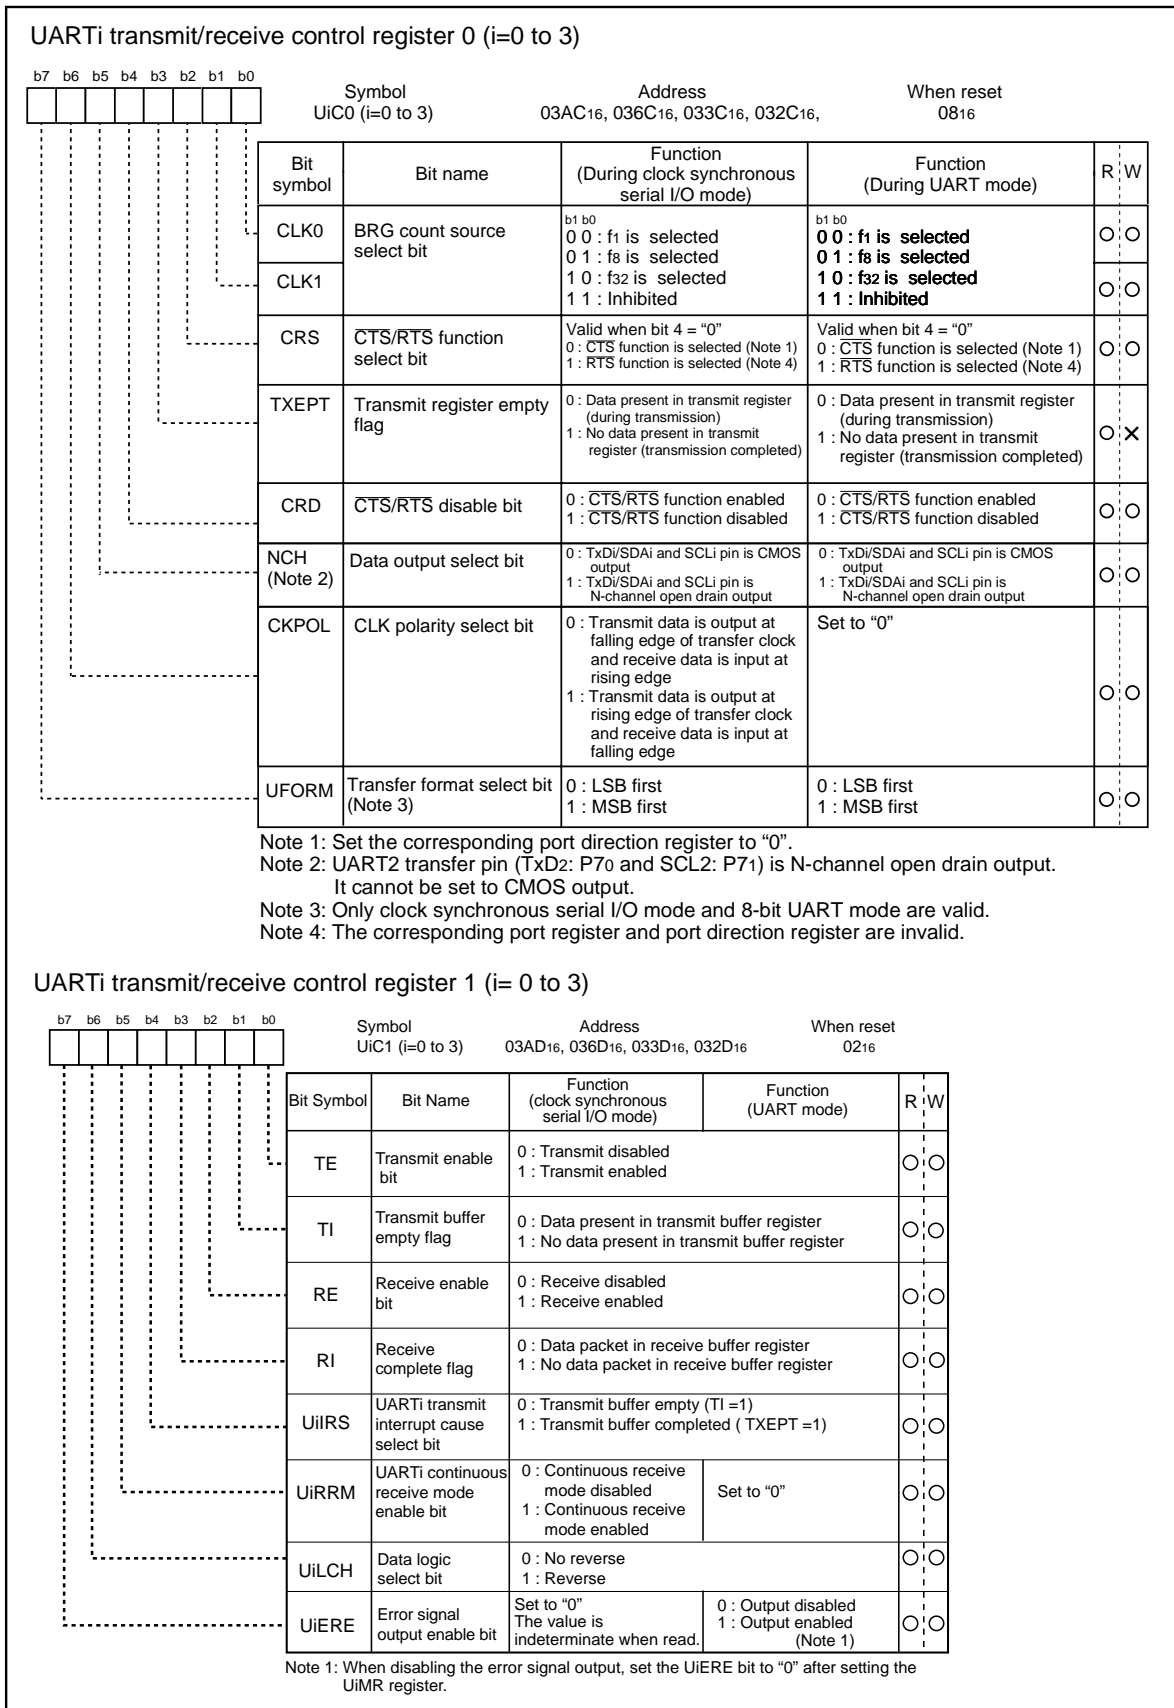 UARTi transmit/receive control register 0 (i=0 to 3)
b7 b6 b5 b4 b3 b2 b1 b0
Symbol Address When reset
UiC0 (i=0 to 3) 03AC16, 036C16, 033C16, 032C16, 0816
Bit symbol
Bit name
Function
(During clock synchronous
serial I/O mode)
Function
(During UART mode)
R W
CLK0
CLK1
BRG count source
select bit
b1 b0
0 0 : f1 is selected
0 1 : f8 is selected
1 0 : f32 is selected
1 1 : Inhibited
b1 b0
0 0 : f1 is selected
0 1 : f8 is selected
1 0 : f32 is selected
1 1 : Inhibited
CRS
CTS/RTS function
select bit
Valid when bit 4 = “0”
0 : CTS function is selected (Note 1)
1 : RTS function is selected (Note 4)
Valid when bit 4 = “0”
0 : CTS function is selected (Note 1)
1 : RTS function is selected (Note 4)
TXEPT
Transmit register empty
flag
0 : Data present in transmit register
(during transmission)
1 : No data present in transmit
register (transmission completed)
0 : Data present in transmit register
(during transmission)
1 : No data present in transmit
register (transmission completed)
CRD
CTS/RTS disable bit
0 : CTS/RTS function enabled
1 : CTS/RTS function disabled
0 : CTS/RTS function enabled
1 : CTS/RTS function disabled
NCH
(Note 2)
Data output select bit
0 : TxDi/SDAi and SCLi pin is CMOS
output
1 : TxDi/SDAi and SCLi pin is
N-channel open drain output
0 : TxDi/SDAi and SCLi pin is CMOS
output
1 : TxDi/SDAi and SCLi pin is
N-channel open drain output
CKPOL
CLK polarity select bit
0 : Transmit data is output at
falling edge of transfer clock
and receive data is input at
rising edge
1 : Transmit data is output at
rising edge of transfer clock
and receive data is input at
falling edge
Set to “0”
UFORM
Transfer format select bit
(Note 3)
0 : LSB first
1 : MSB first
0 : LSB first
1 : MSB first
Note 1: Set the corresponding port direction register to “0”.
Note 2: UART2 transfer pin (TxD2: P70 and SCL2: P71) is N-channel open drain output.
It cannot be set to CMOS output.
Note 3: Only clock synchronous serial I/O mode and 8-bit UART mode are valid.
Note 4: The corresponding port register and port direction register are invalid.
UARTi transmit/receive control register 1 (i= 0 to 3)
b7 b6 b5 b4 b3 b2 b1 b0
Symbol Address When reset
UiC1 (i=0 to 3) 03AD16, 036D16, 033D16, 032D16 0216
Bit Symbol
Bit Name
Function
(clock synchronous
serial I/O mode)
Function
(UART mode)
R W
TE
Transmit enable
bit
0 : Transmit disabled
1 : Transmit enabled
TI
Transmit buffer
empty flag
0 : Data present in transmit buffer register
1 : No data present in transmit buffer register
RE
Receive enable
bit
0 : Receive disabled
1 : Receive enabled
RI
Receive
complete flag
0 : Data packet in receive buffer register
1 : No data packet in receive buffer register
UiIRS
UARTi transmit
interrupt cause
select bit
0 : Transmit buffer empty (TI =1)
1 : Transmit buffer completed ( TXEPT =1)
UiRRM
UARTi continuous
receive mode
enable bit
0 : Continuous receive
mode disabled
1 : Continuous receive
mode enabled
Set to “0”
UiLCH
Data logic
select bit
0 : No reverse
1 : Reverse
UiERE
Error signal
output enable bit
Set to “0”
The value is
indeterminate when read.
0 : Output disabled
1 : Output enabled
(Note 1)
Note 1: When disabling the error signal output, set the UiERE bit to “0” after setting the
UiMR register.